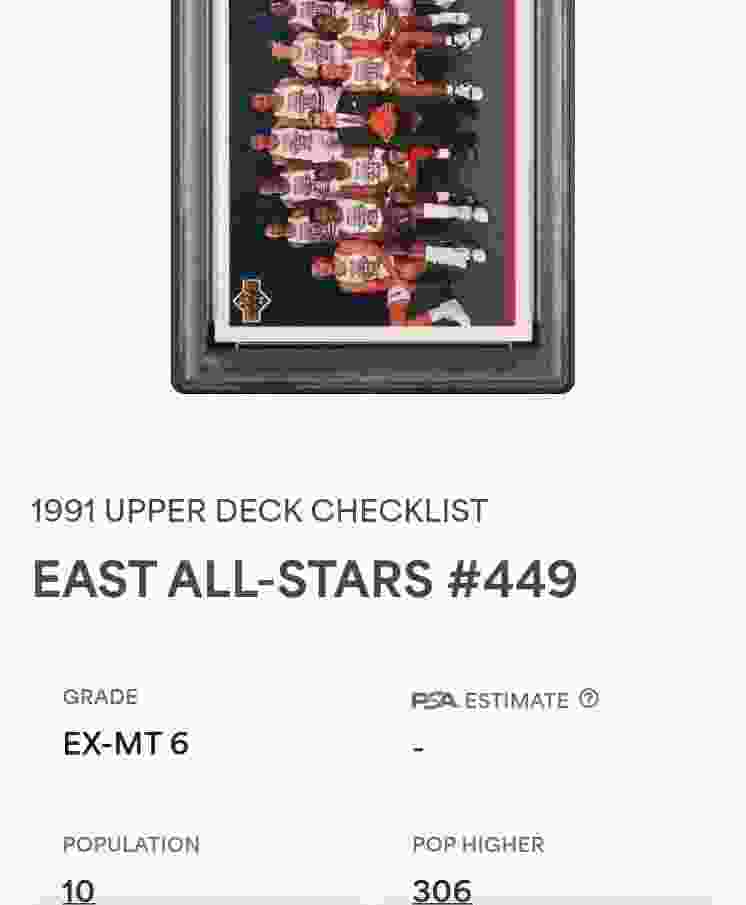 1991 UPPER DECK CHECKLIST
EAST ALL-STARS #449
GRADE
PSA ESTIMATE ?
EX-MT 6
-
POPULATION
POP HIGHER
10
306